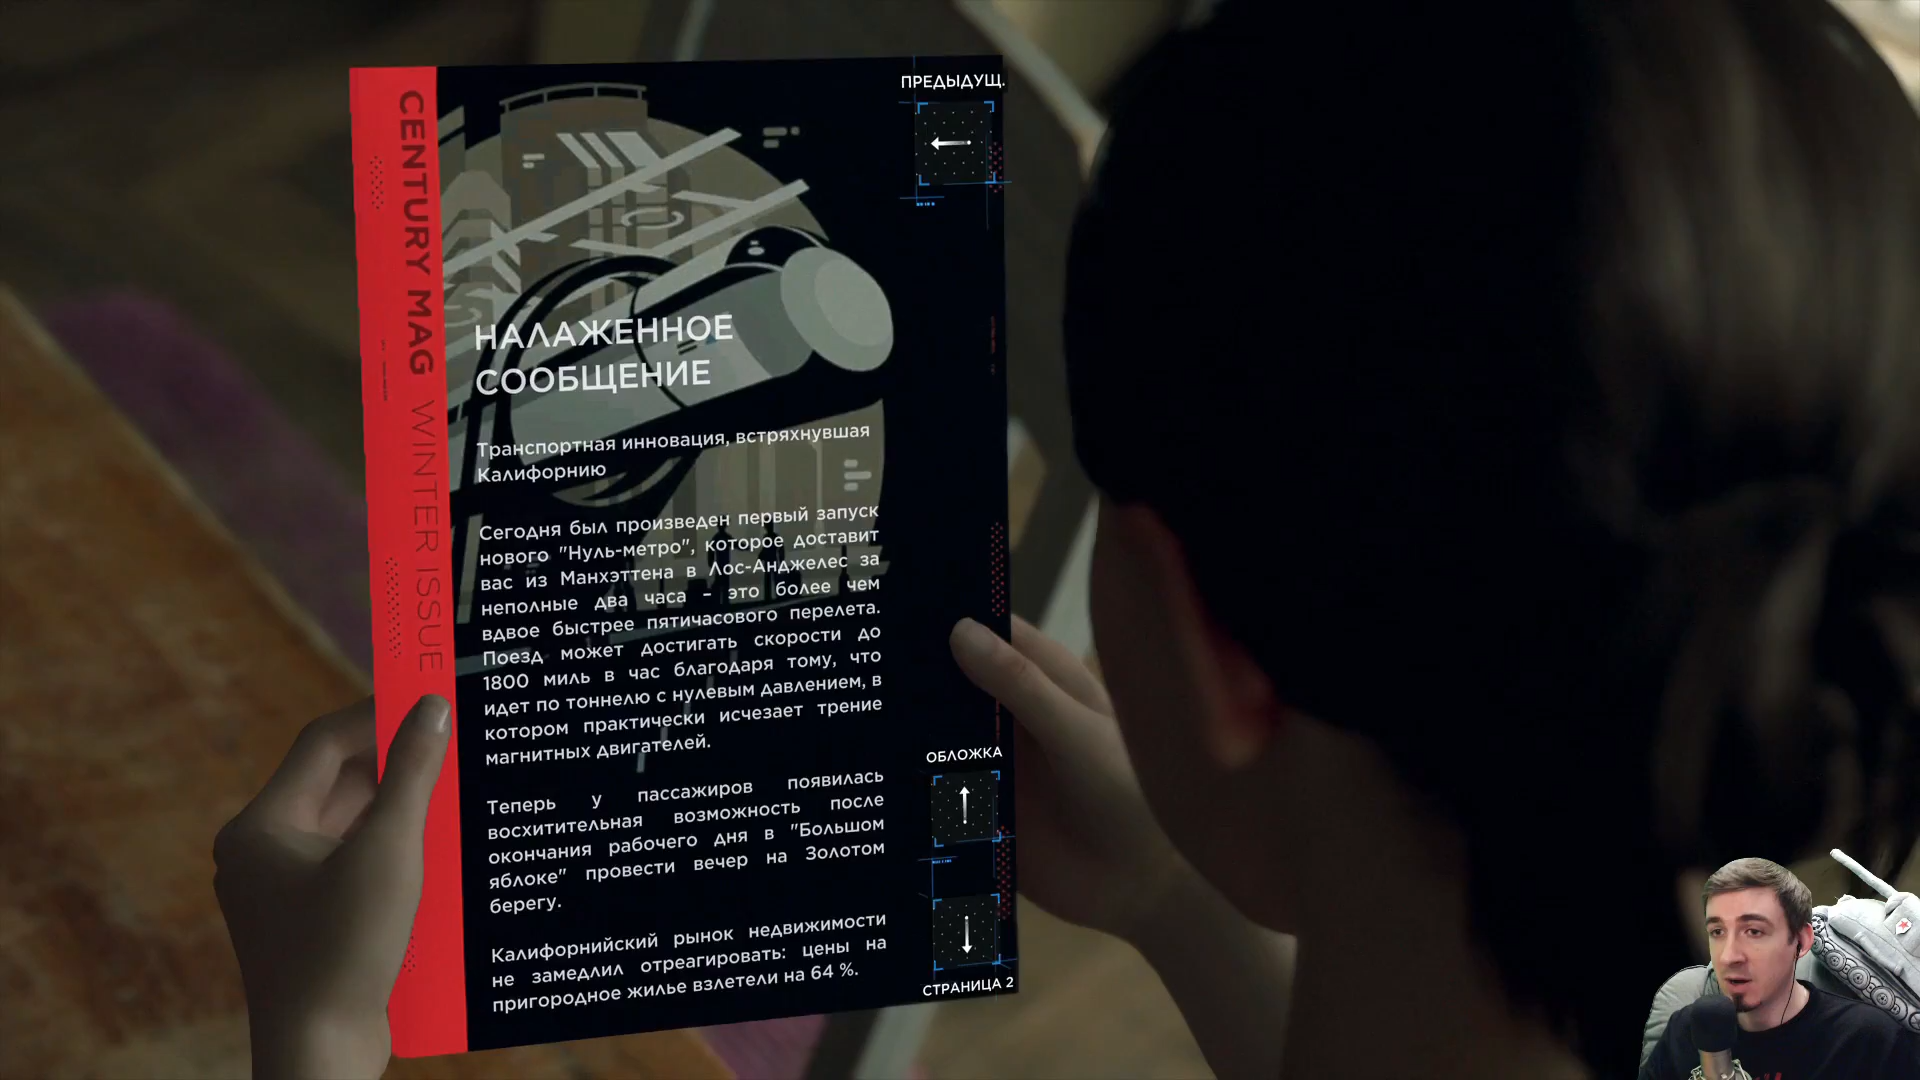 CENTURY MAG WINTER ISSUE
ПРЕДЫДУЩ.
НАЛАЖЕННОЕ
СООБЩЕНИЕ
Транспортная инновация, встряхнувшая
Калифорнию
Сегодня был произведен первый запуск
нового "Нуль-метро", которое доставит
вас из Манхэттена в Лос-Анджелес за
неполные два часа – это более чем
вдвое быстрее пятичасового перелета.
Поезд может достигать скорости до
1800 миль в час благодаря тому, что
идет по тоннелю с нулевым давлением, в
котором практически исчезает трение
магнитных двигателей.
Теперь у пассажиров появилась
восхитительная возможность после
окончания рабочего дня в "Большом
яблоке" провести вечер на Золотом
берегу.
Калифорнийский рынок недвижимости
не замедлил отреагировать: цены на
пригородное жилье взлетели на 64 %.
ОБЛОЖКА
СТРАНИЦА 2